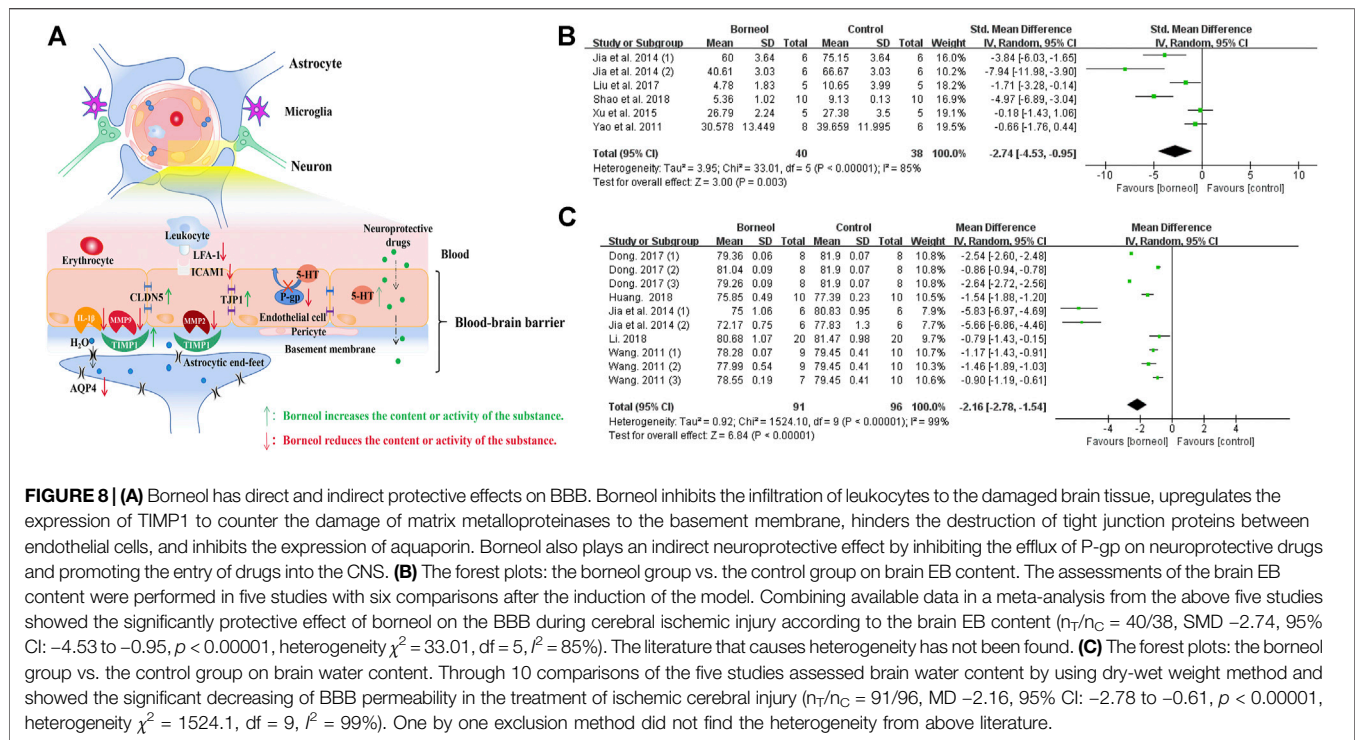 A
Astrocyte
Microglia
Neuron
Neuroprotective
drugs
Leukocyte
LFA-1
Erythrocyte
ICAM1
Blood
5-HT
CLDN5
TJP1
P-gp
5-HT
Endothelial cell
IL-1β
MMP9
MMP2
Pericyte
Blood-brain barrier
H₂O
TIMP1
TIMP1
Basement membrane
Astrocytic end-feet
AQP4
↑: Borneol increases the content or activity of the substance.
↓: Borneol reduces the content or activity of the substance.
B
Borneol Control Std. Mean Difference Std. Mean Difference
Study or Subgroup Mean SD Total Mean SD Total Weight IV, Random, 95% CI IV, Random, 95% CI
Jia et al. 2014 (1) 60 3.64 6 75.15 3.64 6 16.0% -3.84 [-6.03, -1.65]
Jia et al. 2014 (2) 40.61 3.03 6 66.67 3.03 6 10.2% -7.94 [-11.98, -3.90]
Liu et al. 2017 4.78 1.83 5 10.65 3.99 5 18.2% -1.71 [-3.28, -0.14]
Shao et al. 2018 5.36 1.02 10 9.13 0.13 10 16.9% -4.97 [-6.89, -3.04]
Xu et al. 2015 26.79 2.24 5 27.38 3.5 5 19.1% -0.18 [-1.43, 1.06]
Yao et al. 2011 30.578 13.449 8 39.659 11.995 6 19.5% -0.66 [-1.76, 0.44]
Total (95% CI) 40 38 100.0% -2.74 [-4.53, -0.95]
Heterogeneity: Tau² = 3.95; Chi² = 33.01, df = 5 (P < 0.00001); I² = 85%
Test for overall effect: Z = 3.00 (P = 0.003)
-10 -5 0 5 10
Favours [borneol] Favours [control]
C
Borneol Control Mean Difference Mean Difference
Study or Subgroup Mean SD Total Mean SD Total Weight IV, Random, 95% CI IV, Random, 95% CI
Dong. 2017 (1) 79.36 0.06 8 81.9 0.07 8 10.8% -2.54 [-2.60, -2.48]
Dong. 2017 (2) 81.04 0.09 8 81.9 0.07 8 10.8% -0.86 [-0.94, -0.78]
Dong. 2017 (3) 79.26 0.09 8 81.9 0.07 8 10.8% -2.64 [-2.72, -2.56]
Huang. 2018 75.85 0.49 10 77.39 0.23 10 10.5% -1.54 [-1.88, -1.20]
Jia et al. 2014 (1) 75 1.06 6 80.83 0.95 6 8.2% -5.83 [-6.97, -4.69]
Jia et al. 2014 (2) 72.17 0.75 6 77.83 1.3 6 8.0% -5.66 [-6.86, -4.46]
Li. 2018 80.68 1.07 20 81.47 0.98 20 9.8% -0.79 [-1.43, -0.15]
Wang. 2011 (1) 78.28 0.07 9 79.45 0.41 10 10.6% -1.17 [-1.43, -0.91]
Wang. 2011 (2) 77.99 0.54 9 79.45 0.41 10 10.3% -1.46 [-1.89, -1.03]
Wang. 2011 (3) 78.55 0.19 7 79.45 0.41 10 10.6% -0.90 [-1.19, -0.61]
Total (95% CI) 91 96 100.0% -2.16 [-2.78, -1.54]
Heterogeneity: Tau² = 0.92; Chi² = 1524.10, df = 9 (P < 0.00001); I² = 99%
Test for overall effect: Z = 6.84 (P < 0.00001)
-4 -2 0 2 4
Favours [borneol] Favours [control]
FIGURE 8 | (A) Borneol has direct and indirect protective effects on BBB. Borneol inhibits the infiltration of leukocytes to the damaged brain tissue, upregulates the
expression of TIMP1 to counter the damage of matrix metalloproteinases to the basement membrane, hinders the destruction of tight junction proteins between
endothelial cells, and inhibits the expression of aquaporin. Borneol also plays an indirect neuroprotective effect by inhibiting the efflux of P-gp on neuroprotective drugs
and promoting the entry of drugs into the CNS. (B) The forest plots: the borneol group vs. the control group on brain EB content. The assessments of the brain EB
content were performed in five studies with six comparisons after the induction of the model. Combining available data in a meta-analysis from the above five studies
showed the significantly protective effect of borneol on the BBB during cerebral ischemic injury according to the brain EB content (nT/nC = 40/38, SMD −2.74, 95%
CI: −4.53 to −0.95, p < 0.00001, heterogeneity χ² = 33.01, df = 5, I² = 85%). The literature that causes heterogeneity has not been found. (C) The forest plots: the borneol
group vs. the control group on brain water content. Through 10 comparisons of the five studies assessed brain water content by using dry-wet weight method and
showed the significant decreasing of BBB permeability in the treatment of ischemic cerebral injury (nT/nC = 91/96, MD −2.16, 95% CI: −2.78 to −0.61, p < 0.00001,
heterogeneity χ² = 1524.1, df = 9, I² = 99%). One by one exclusion method did not find the heterogeneity from above literature.